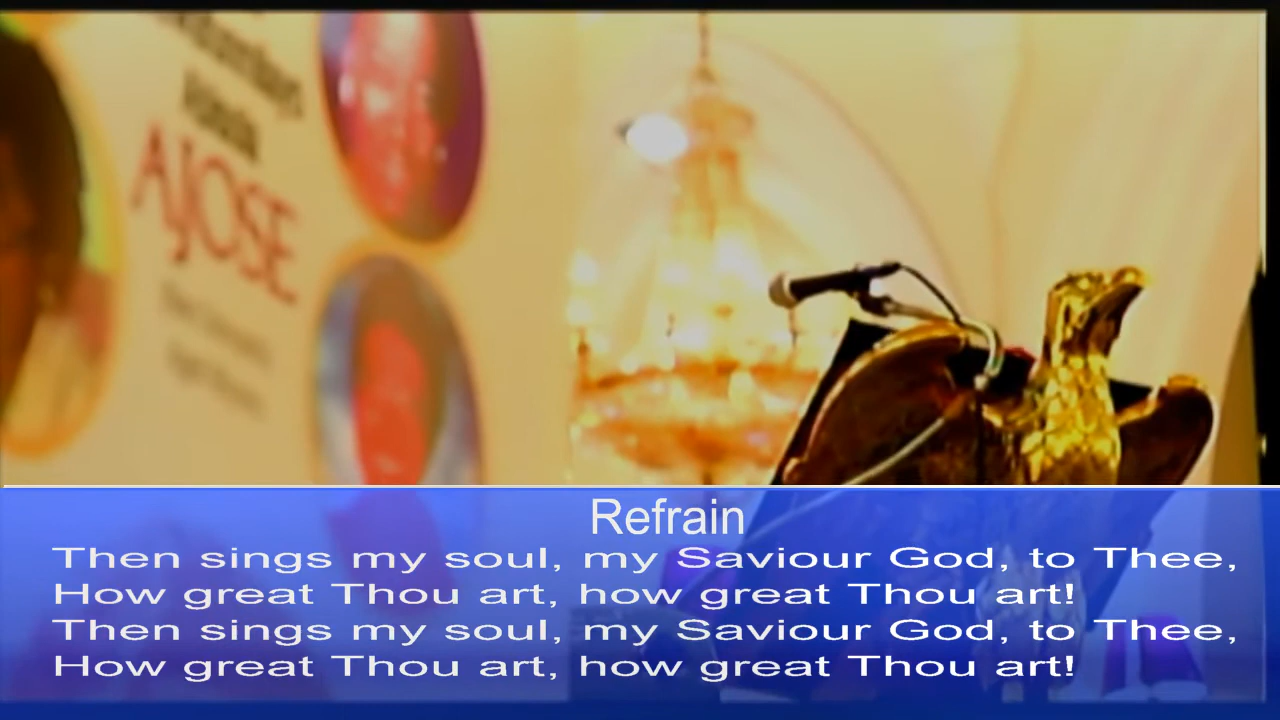 AJOSE
Refrain
Then sings my soul, my Saviour God, to Thee,
How great Thou art, how great Thou art!
Then sings my soul, my Saviour God, to Thee,
How great Thou art, how great Thou art!